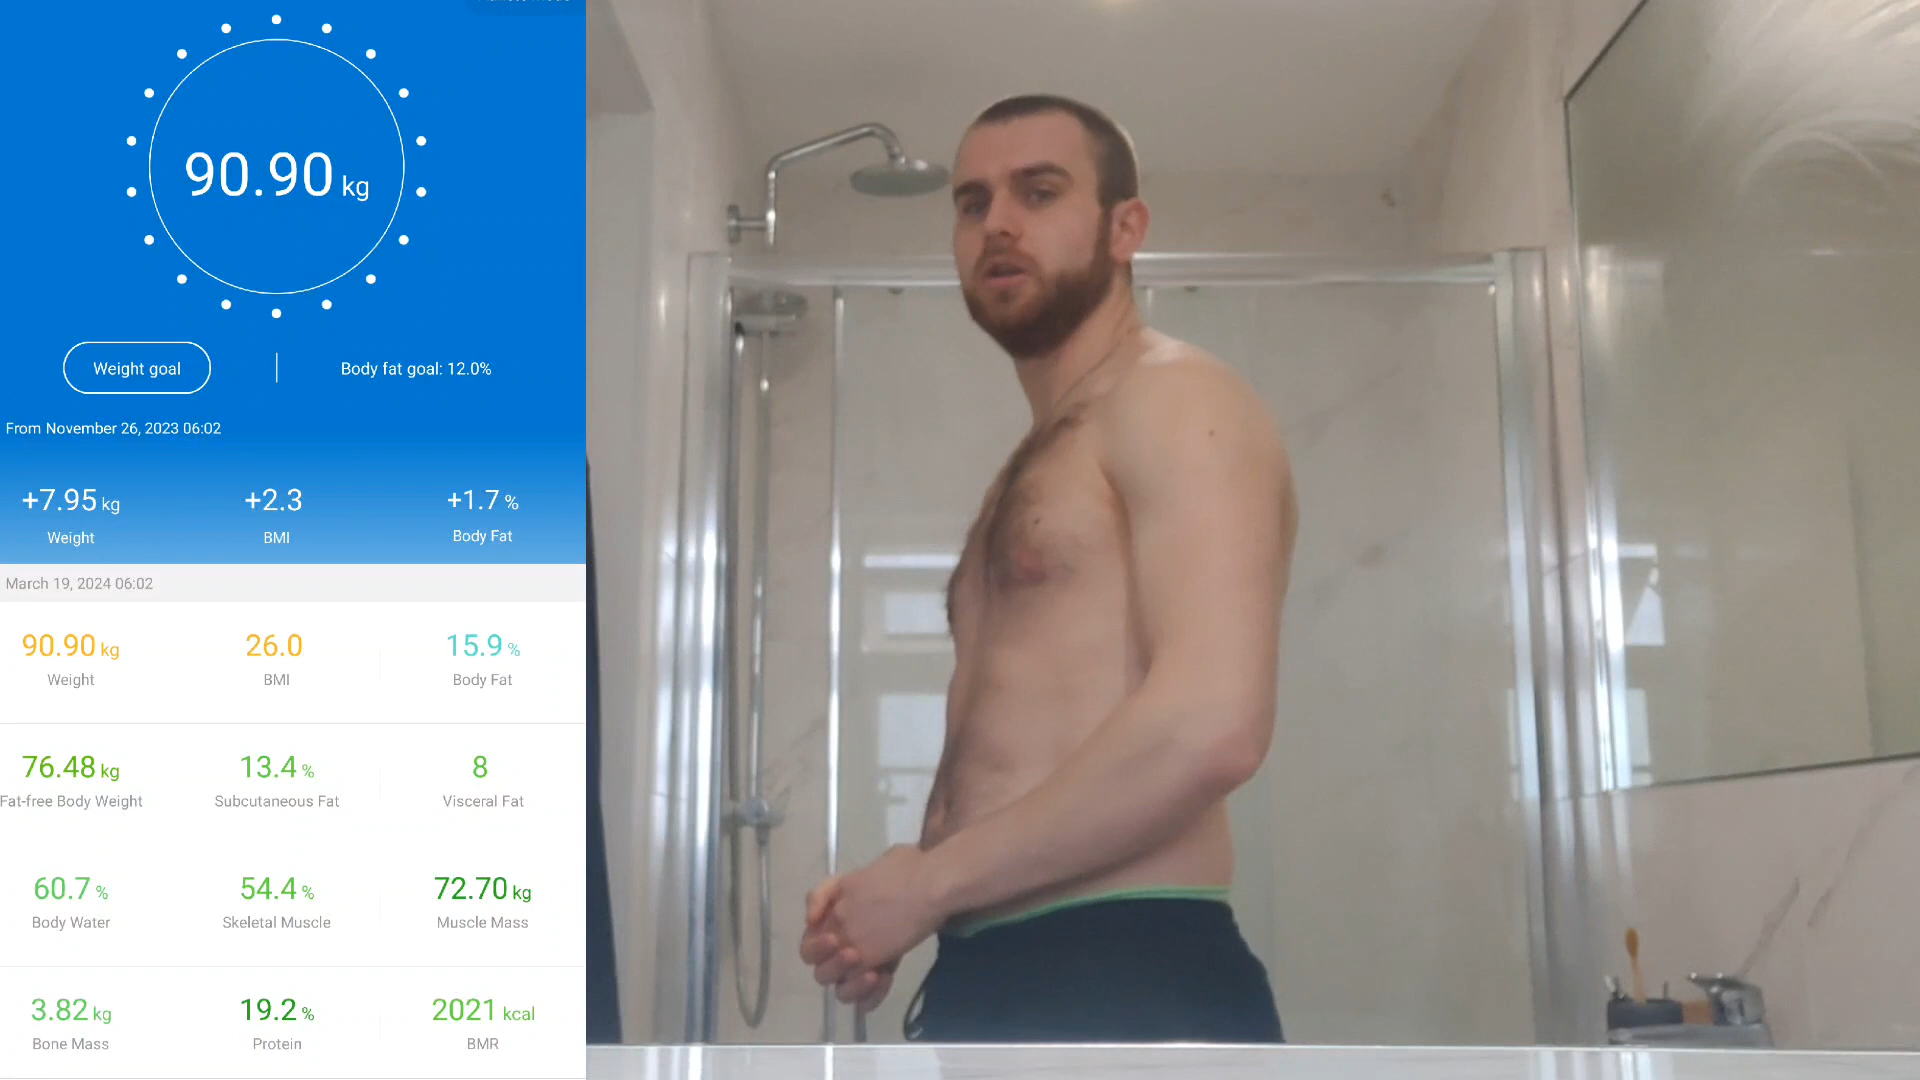 90.90 kg
Weight goal
Body fat goal: 12.0%
From November 26, 2023 06:02
+7.95 kg +2.3 +1.7 %
Weight BMI Body Fat
March 19, 2024 06:02
90.90 kg 26.0 15.9 %
Weight BMI Body Fat
76.48 kg 13.4 % 8
Fat-free Body Weight Subcutaneous Fat Visceral Fat
60.7 % 54.4 % 72.70 kg
Body Water Skeletal Muscle Muscle Mass
3.82 kg 19.2 % 2021 kcal
Bone Mass Protein BMR